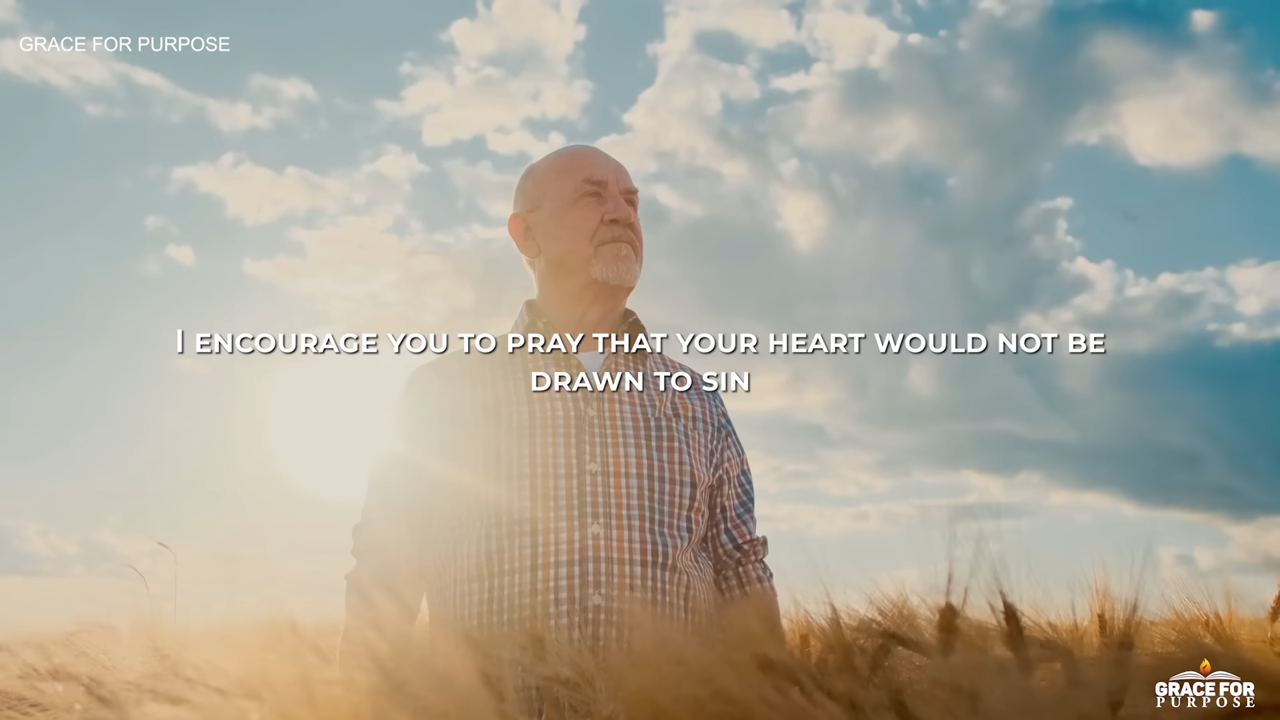 GRACE FOR PURPOSE
I ENCOURAGE YOU TO PRAY THAT YOUR HEART WOULD NOT BE
DRAWN TO SIN
GRACE FOR
PURPOSE